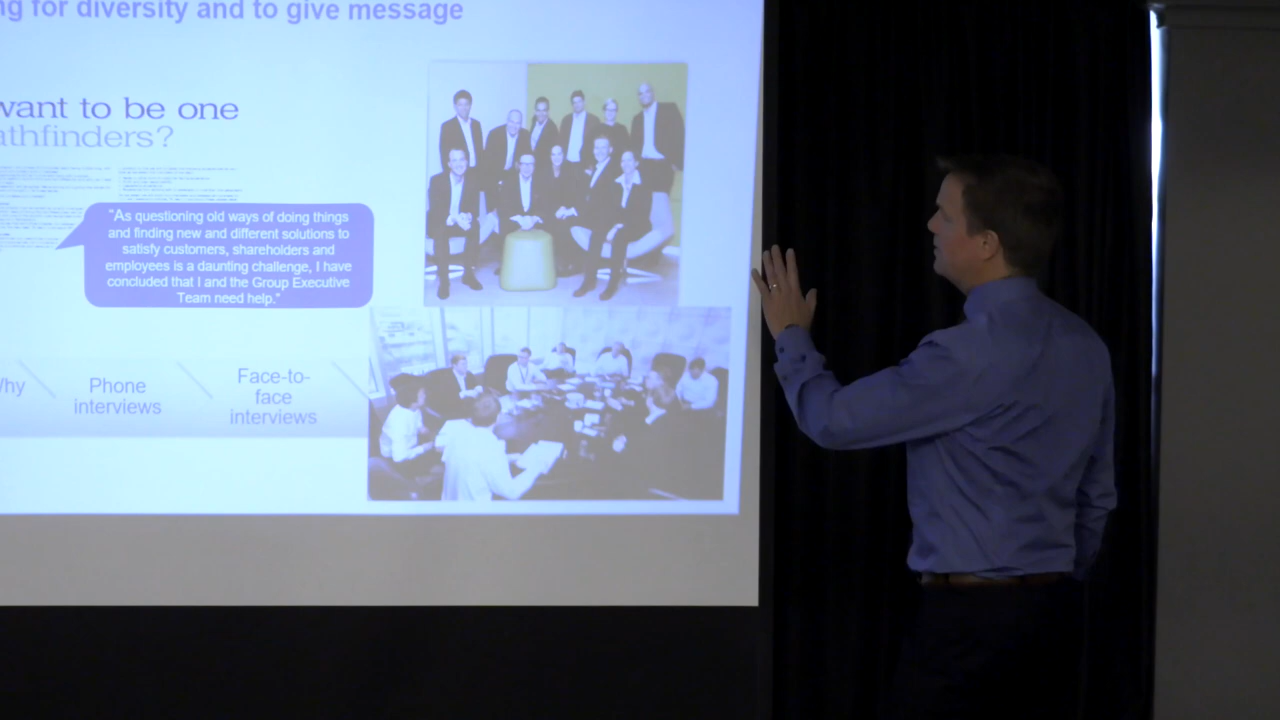 ng for diversity and to give message
want to be one
athfinders?
"As questioning old ways of doing things
and finding new and different solutions to
satisfy customers, shareholders and
employees is a daunting challenge, I have
concluded that I and the Group Executive
Team need help."
Why
Phone
interviews
Face-to-
face
interviews